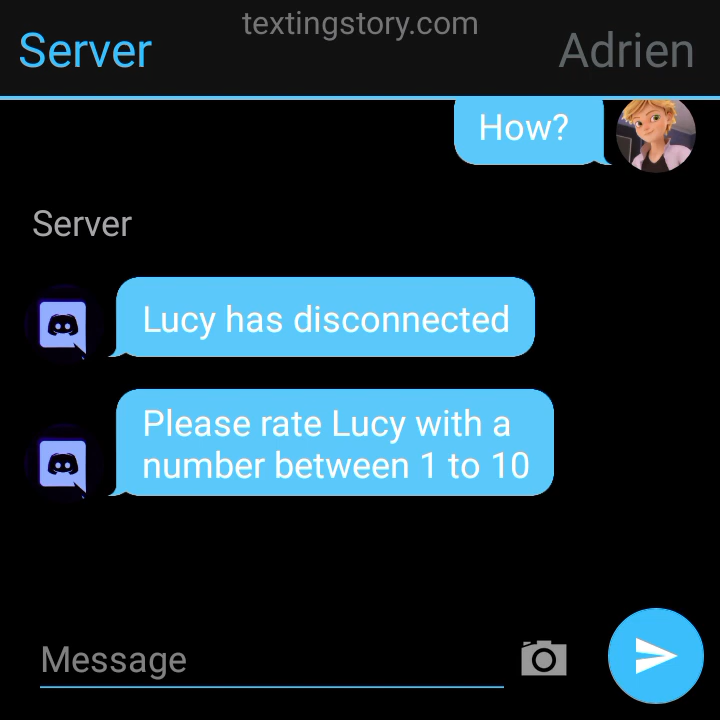 textingstory.com
Server
Adrien
How?
Server
Lucy has disconnected
Please rate Lucy with a
number between 1 to 10
Message